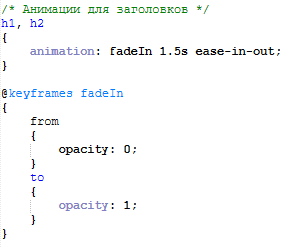 /* Анимации для заголовков */
h1, h2
{
    animation: fadeIn 1.5s ease-in-out;
}

@keyframes fadeIn
{
    from
    {
        opacity: 0;
    }
    to
    {
        opacity: 1;
    }
}